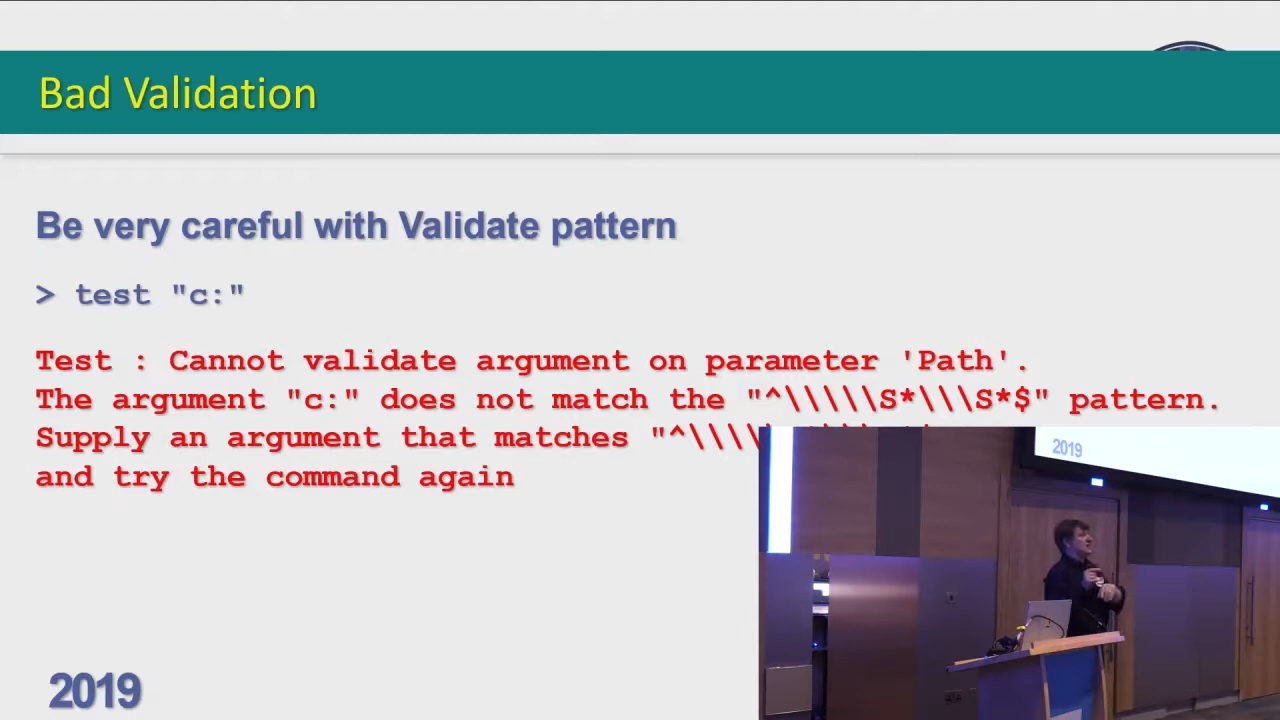 Bad Validation
Be very careful with Validate pattern
> test "c:"
Test : Cannot validate argument on parameter 'Path'.
The argument "c:" does not match the "^\\\\\S*\\\S*$" pattern.
Supply an argument that matches "^\\\\
and try the command again
2019
2019